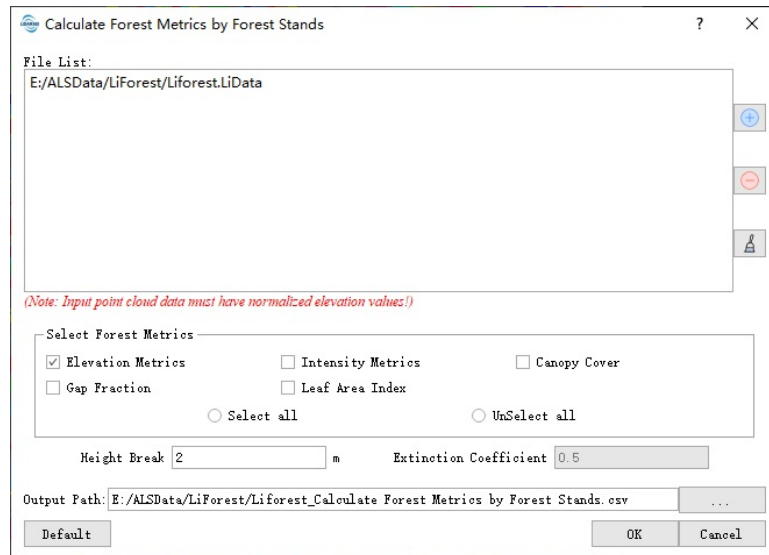 Calculate Forest Metrics by Forest Stands
?
File List:
E:/ALSData/LiForest/Liforest.LiData
(Note: Input point cloud data must have normalized elevation values!)
Select Forest Metrics
Elevation Metrics Intensity Metrics Canopy Cover
Gap Fraction Leaf Area Index
Select all UnSelect all
Height Break 2 m Extinction Coefficient 0.5
Output Path: E:/ALSData/LiForest/Liforest_Calculate Forest Metrics by Forest Stands.csv ...
Default OK Cancel